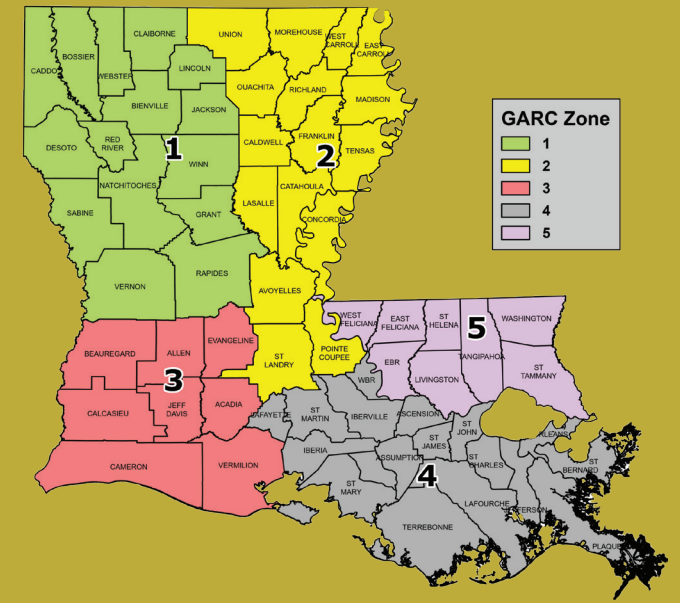 CLAIBORNE
UNION
MOREHOUSE
WEST
CARROLL
EAST
CARROLL
BOSSIER
CADDO
WEBSTER
LINCOLN
OUACHITA
RICHLAND
MADISON
BIENVILLE
JACKSON
GARC Zone
1
2
3
4
5
DESOTO
RED
RIVER
1
WINN
CALDWELL
FRANKLIN
2
TENSAS
NATCHITOCHES
CATAHOULA
SABINE
GRANT
LASALLE
CONCORDIA
VERNON
RAPIDES
AVOYELLES
WEST
FELICIANA
EAST
FELICIANA
ST
HELENA
5
WASHINGTON
BEAUREGARD
ALLEN
EVANGELINE
ST
LANDRY
POINTE
COUPEE
EBR
TANGIPAHOA
ST
TAMMANY
3
WBR
LIVINGSTON
CALCASIEU
JEFF
DAVIS
ACADIA
LAFAYETTE
ST
MARTIN
IBERVILLE
ASCENSION
ST
JOHN
ORLEANS
ST
JAMES
CAMERON
VERMILION
IBERIA
ASSUMPTION
ST
CHARLES
ST
BERNARD
4
ST
MARY
LAFOURCHE
JEFFERSON
TERREBONNE
PLAQUE